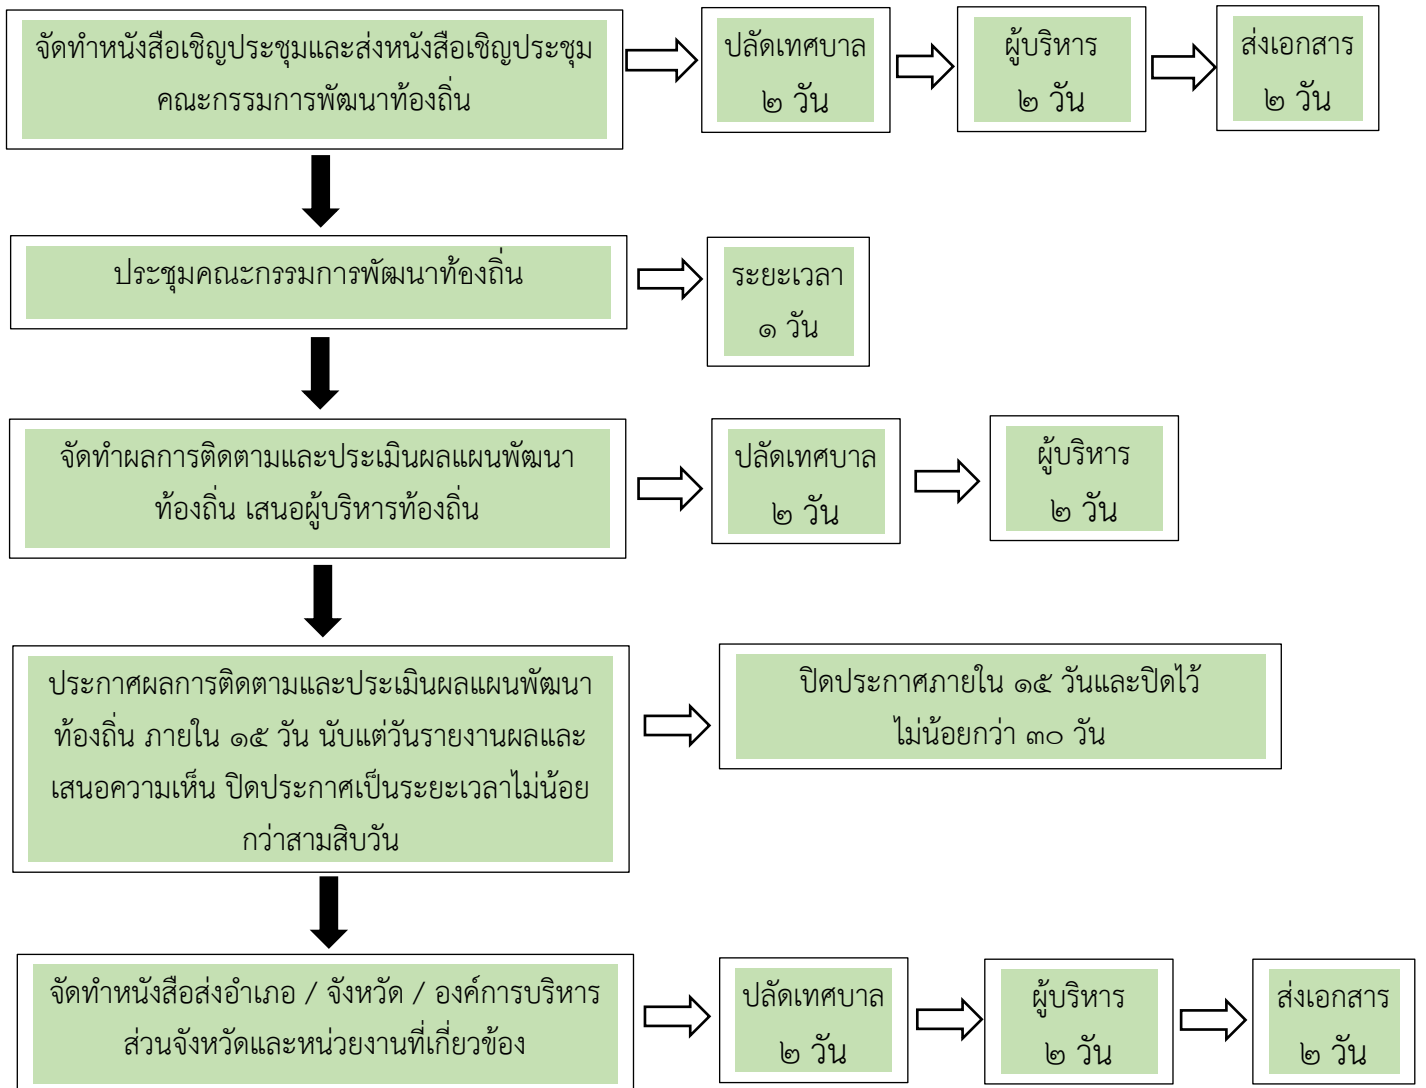 จัดทำหนังสือเชิญประชุมและส่งหนังสือเชิญประชุม
คณะกรรมการพัฒนาท้องถิ่น
ปลัดเทศบาล
๒ วัน
ผู้บริหาร
๒ วัน
ส่งเอกสาร
๒ วัน
ประชุมคณะกรรมการพัฒนาท้องถิ่น
ระยะเวลา
๑ วัน
จัดทำผลการติดตามและประเมินผลแผนพัฒนา
ท้องถิ่น เสนอผู้บริหารท้องถิ่น
ปลัดเทศบาล
๒ วัน
ผู้บริหาร
๒ วัน
ประกาศผลการติดตามและประเมินผลแผนพัฒนา
ท้องถิ่น ภายใน ๑๕ วัน นับแต่วันรายงานผลและ
เสนอความเห็น ปิดประกาศเป็นระยะเวลาไม่น้อย
กว่าสามสิบวัน
ปิดประกาศภายใน ๑๕ วันและปิดไว้
ไม่น้อยกว่า ๓๐ วัน
จัดทำหนังสือส่งอำเภอ / จังหวัด / องค์การบริหาร
ส่วนจังหวัดและหน่วยงานที่เกี่ยวข้อง
ปลัดเทศบาล
๒ วัน
ผู้บริหาร
๒ วัน
ส่งเอกสาร
๒ วัน